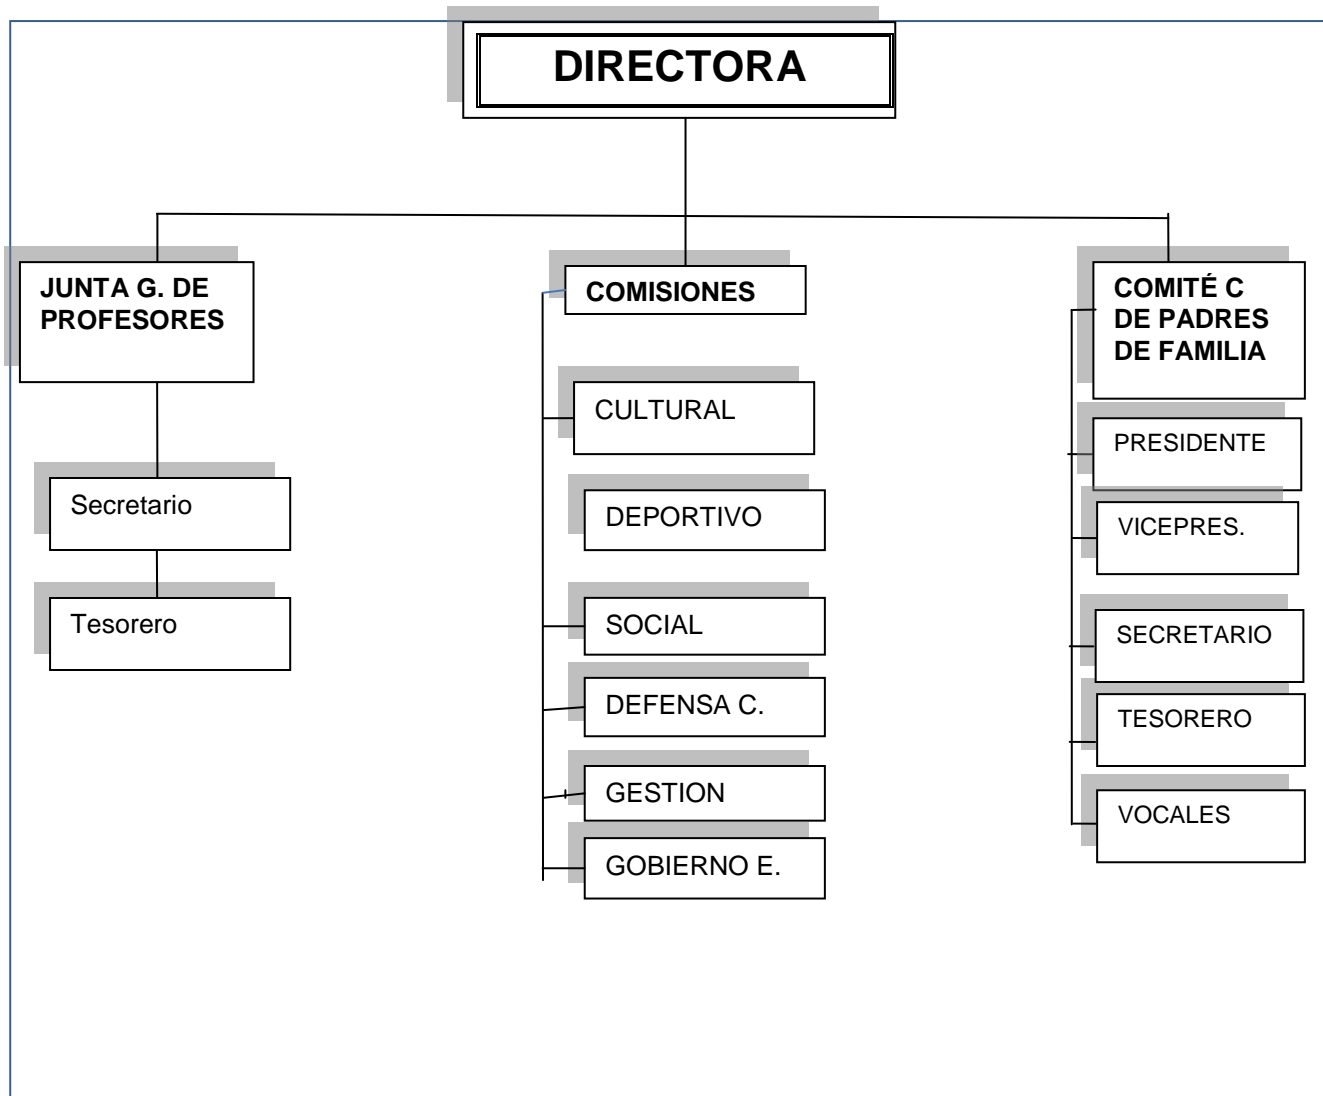 DIRECTORA
JUNTA G. DE
PROFESORES
Secretario
Tesorero
COMISIONES
CULTURAL
DEPORTIVO
SOCIAL
DEFENSA C.
GESTION
GOBIERNO E.
COMITÉ C
DE PADRES
DE FAMILIA
PRESIDENTE
VICEPRES.
SECRETARIO
TESORERO
VOCALES